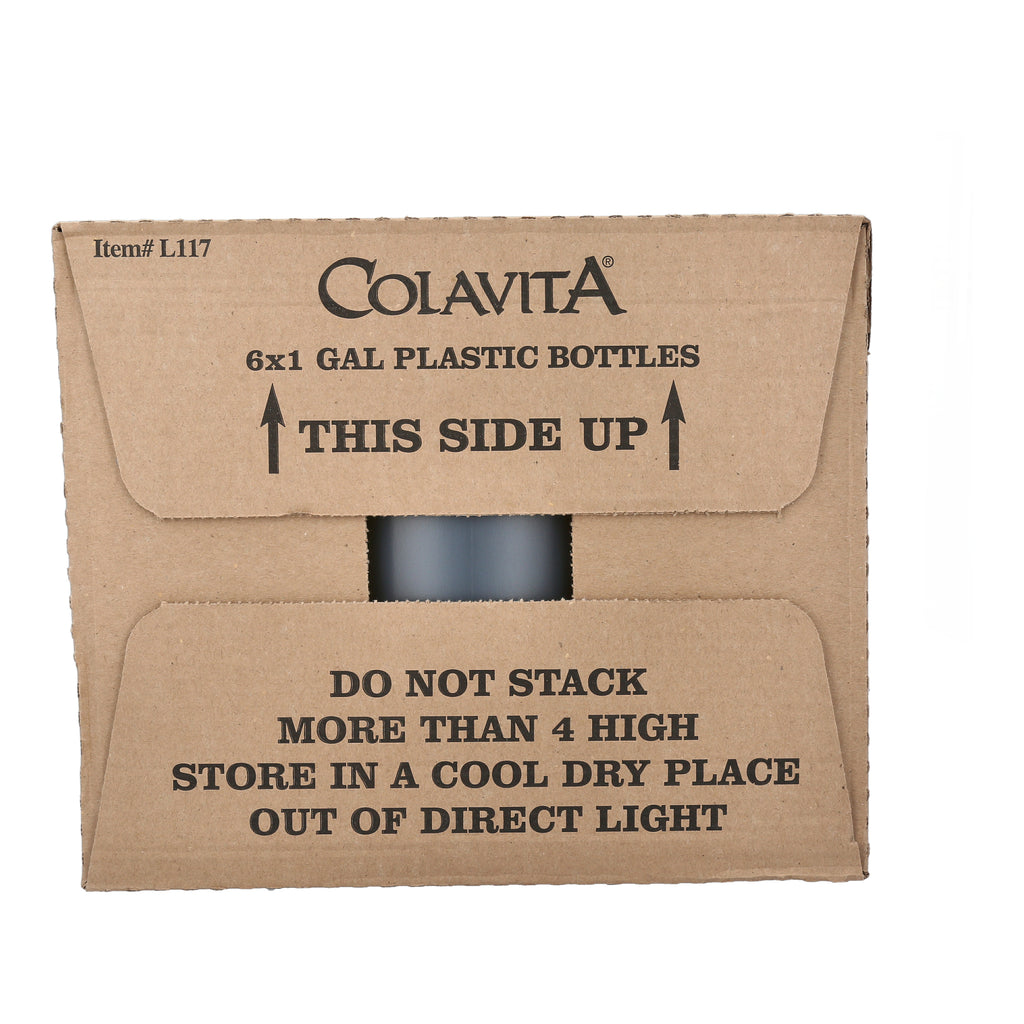 Item# L117
COLAVITA®
6x1 GAL PLASTIC BOTTLES
THIS SIDE UP
DO NOT STACK
MORE THAN 4 HIGH
STORE IN A COOL DRY PLACE
OUT OF DIRECT LIGHT